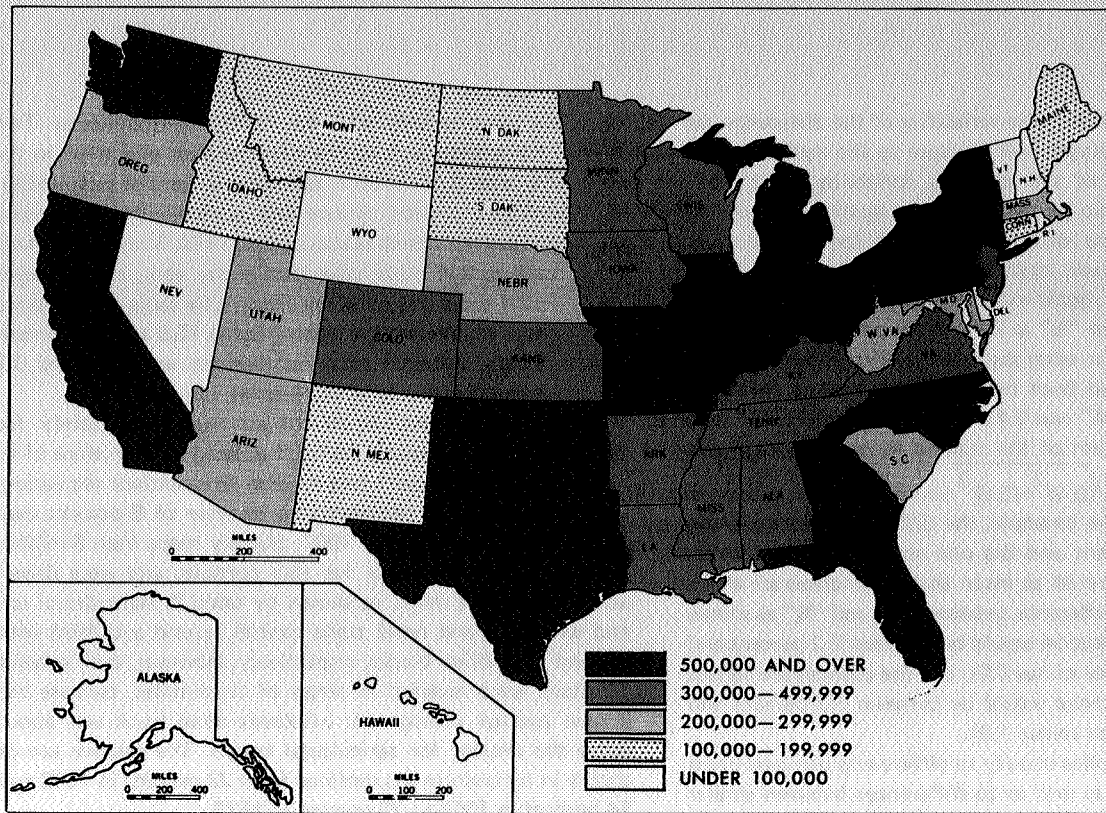 MAINE
MONT
N DAK
MINN
OREG
VT.
N.H.
IDAHO
S DAK
WIS
MASS
CONN
R I
WYO
IOWA
NEV
NEBR
UTAH
MD
DEL
W VA
VA
COLO
KANS
KY
TENN
ARIZ
N MEX
ARK
S C
MISS
ALA
LA
MILES
0 200 400
ALASKA
MILES
0 200 400
HAWAII
MILES
0 100 200
500,000 AND OVER
300,000—499,999
200,000—299,999
100,000—199,999
UNDER 100,000